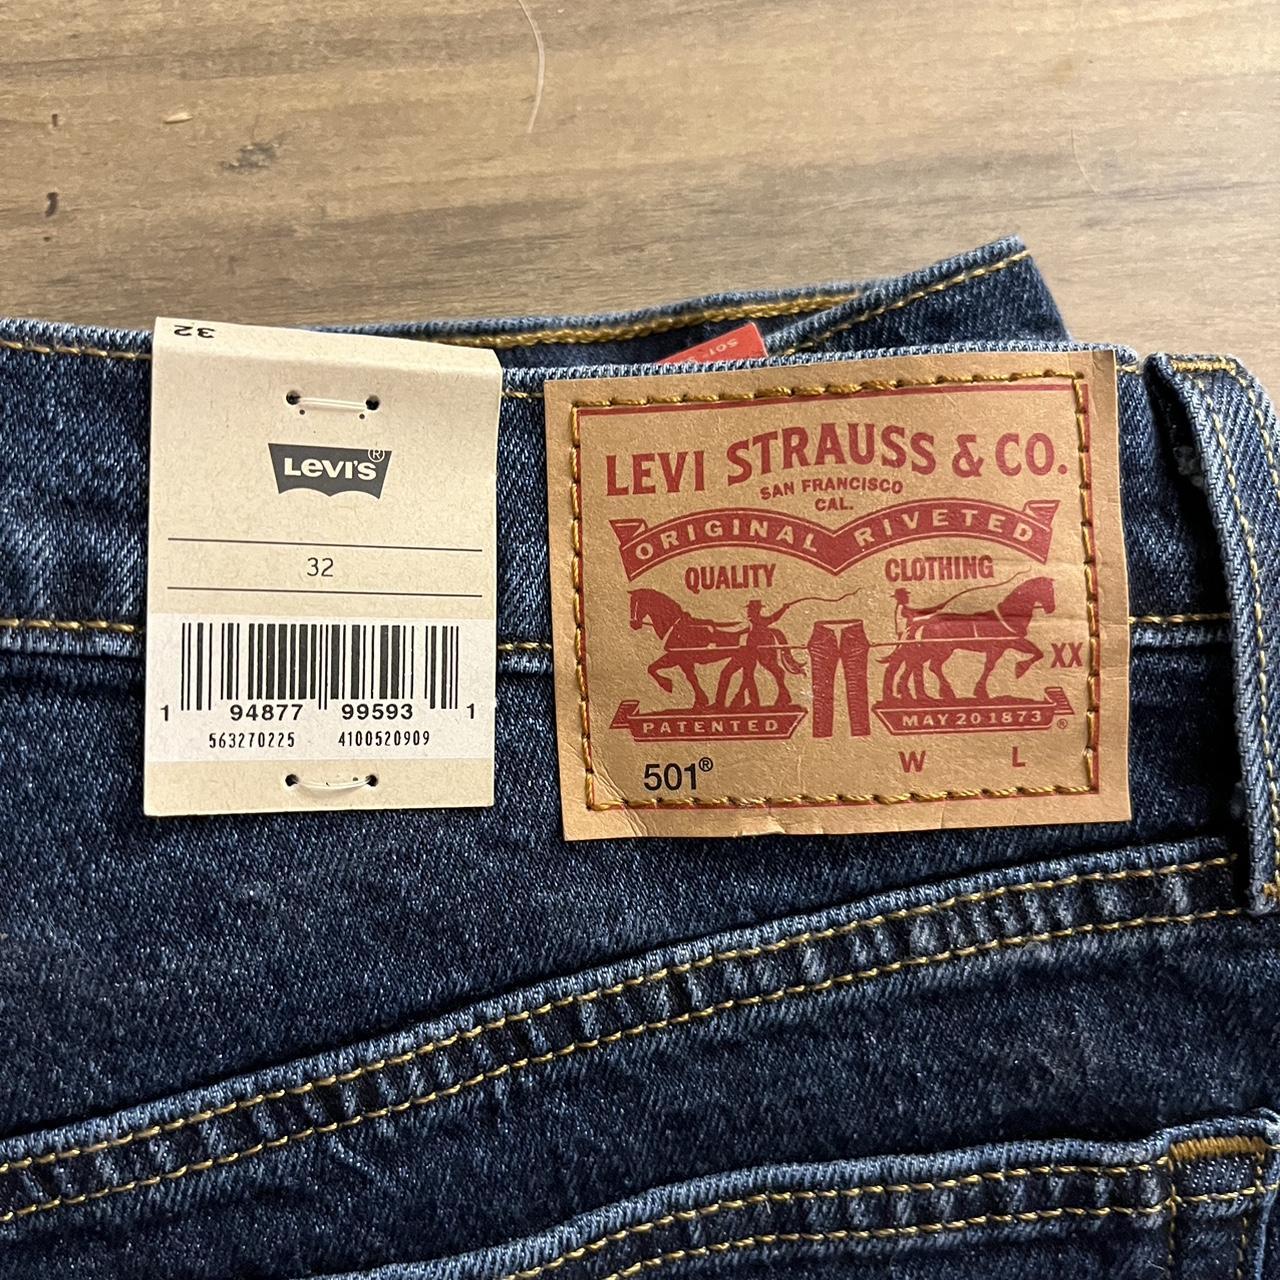 32
LEVI'S®
32
1 94877 99593 1
563270225 4100520909
501®
LEVI STRAUSS & CO.
SAN FRANCISCO
CAL.
ORIGINAL RIVETED
QUALITY CLOTHING
XX
PATENTED MAY 20 1873 ®
W L
501®